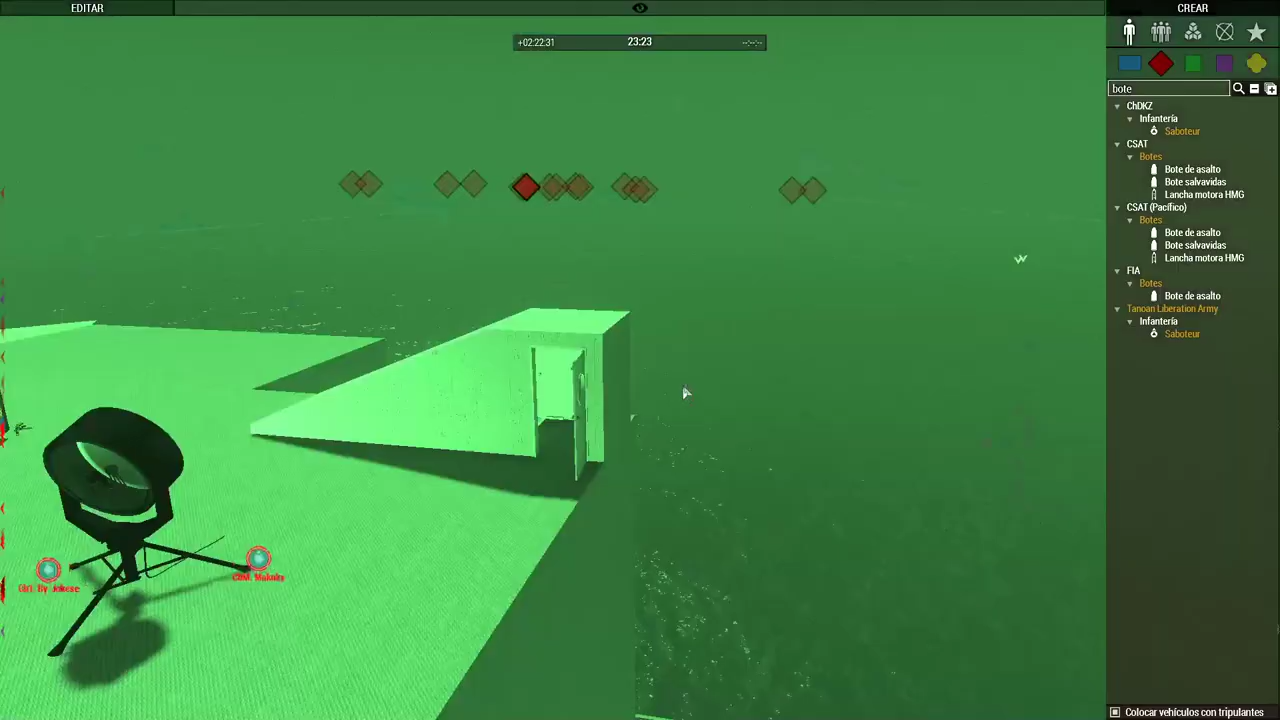 EDITAR
CREAR
+02:22:31
23:23
--:--:--
bote
ChDKZ
Infantería
Saboteur
CSAT
Botes
Bote de asalto
Bote salvavidas
Lancha motora HMG
CSAT (Pacífico)
Botes
Bote de asalto
Bote salvavidas
Lancha motora HMG
FIA
Botes
Bote de asalto
Tanoan Liberation Army
Infantería
Saboteur
Colocar vehículos con tripulantes